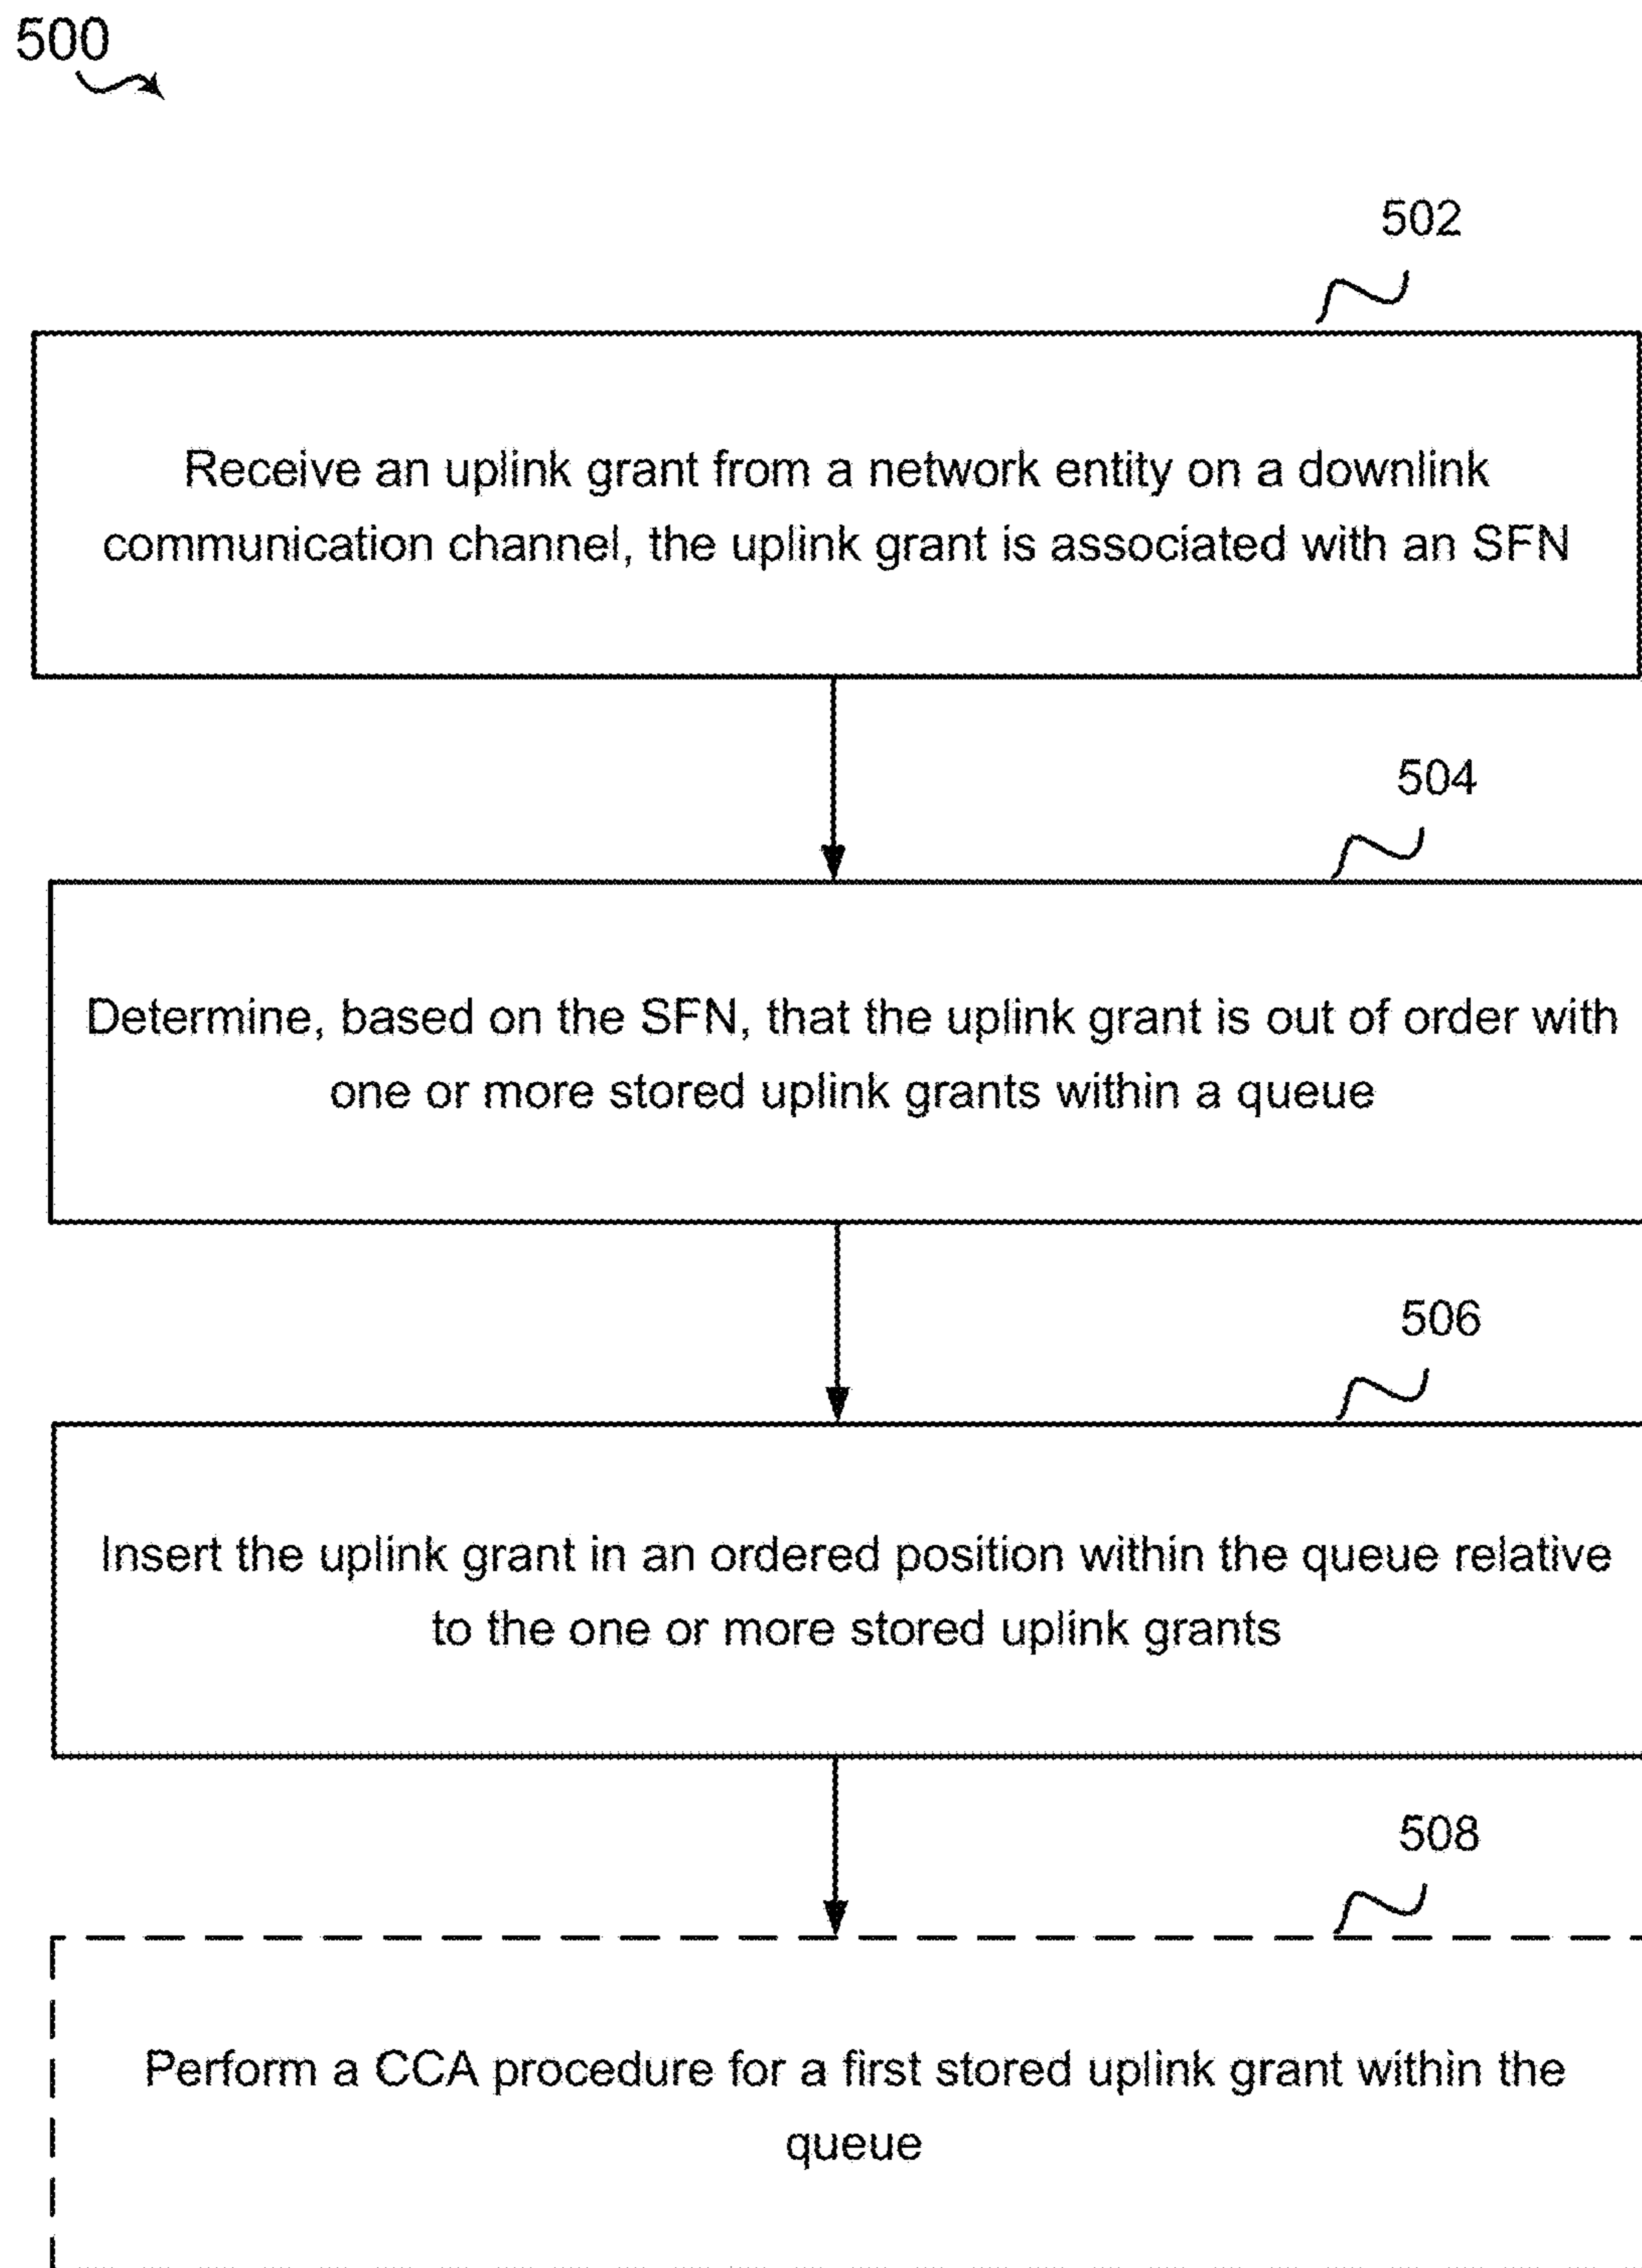 500
502
Receive an uplink grant from a network entity on a downlink
communication channel, the uplink grant is associated with an SFN
504
Determine, based on the SFN, that the uplink grant is out of order with
one or more stored uplink grants within a queue
506
Insert the uplink grant in an ordered position within the queue relative
to the one or more stored uplink grants
508
Perform a CCA procedure for a first stored uplink grant within the
queue